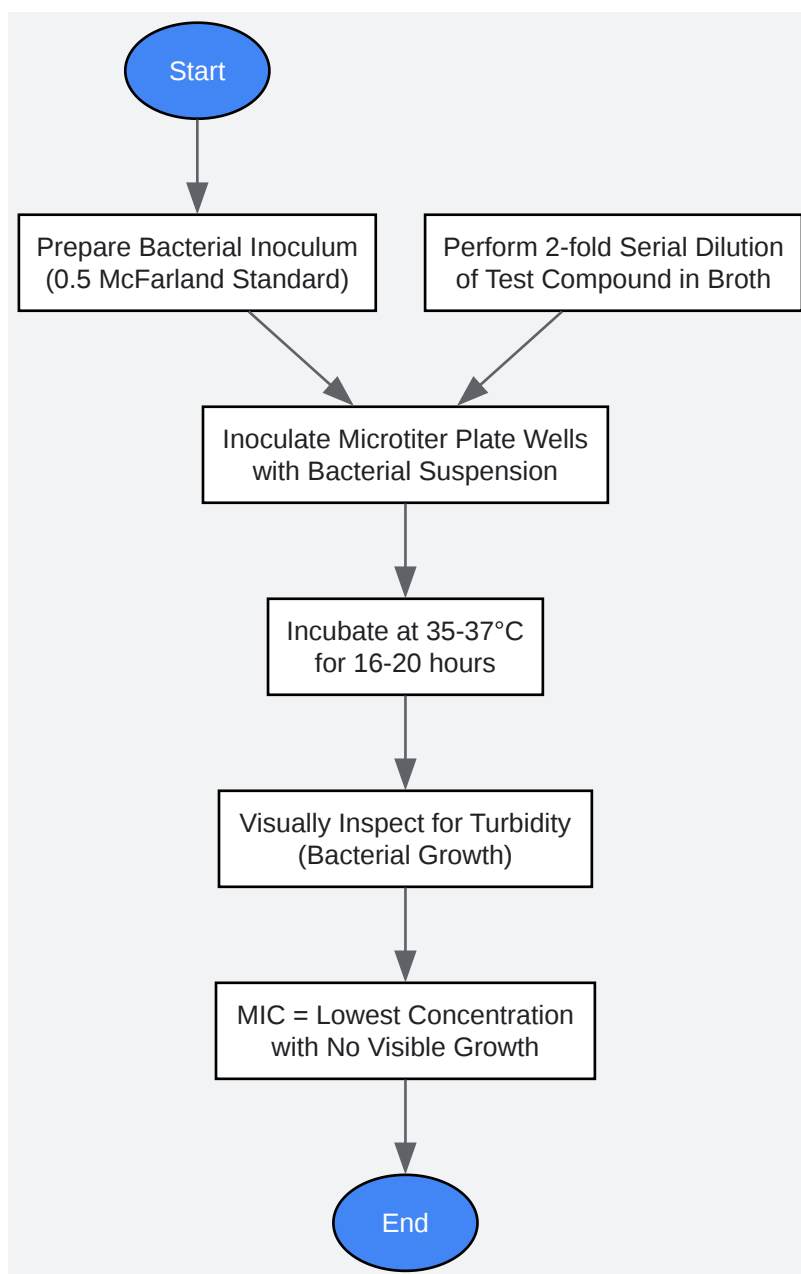 Start
Prepare Bacterial Inoculum
(0.5 McFarland Standard)
Perform 2-fold Serial Dilution
of Test Compound in Broth
Inoculate Microtiter Plate Wells
with Bacterial Suspension
Incubate at 35-37°C
for 16-20 hours
Visually Inspect for Turbidity
(Bacterial Growth)
MIC = Lowest Concentration
with No Visible Growth
End